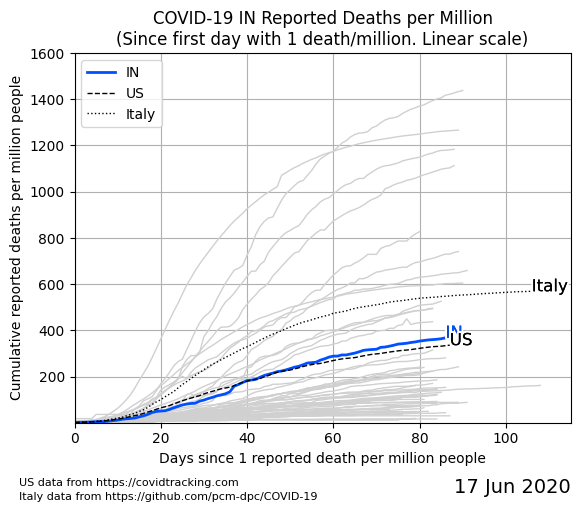 COVID-19 IN Reported Deaths per Million
(Since first day with 1 death/million. Linear scale)
Cumulative reported deaths per million people
1600
1400
1200
1000
800
600
400
200
IN
US
Italy
Italy
IN
US
0
20
40
60
80
100
Days since 1 reported death per million people
US data from https://covidtracking.com
Italy data from https://github.com/pcm-dpc/COVID-19
17 Jun 2020